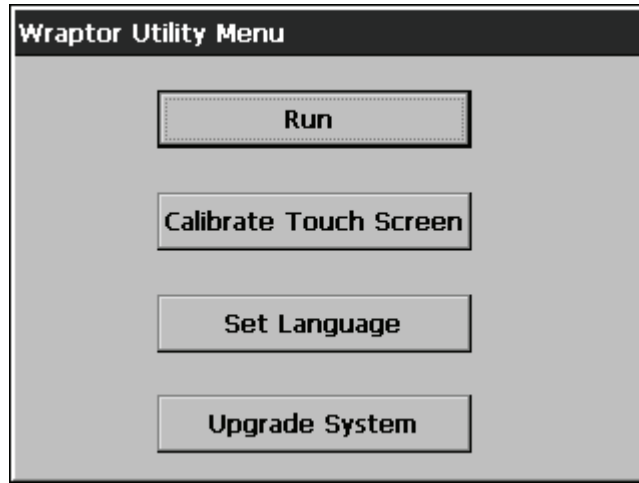 Wraptor Utility Menu
Run
Calibrate Touch Screen
Set Language
Upgrade System